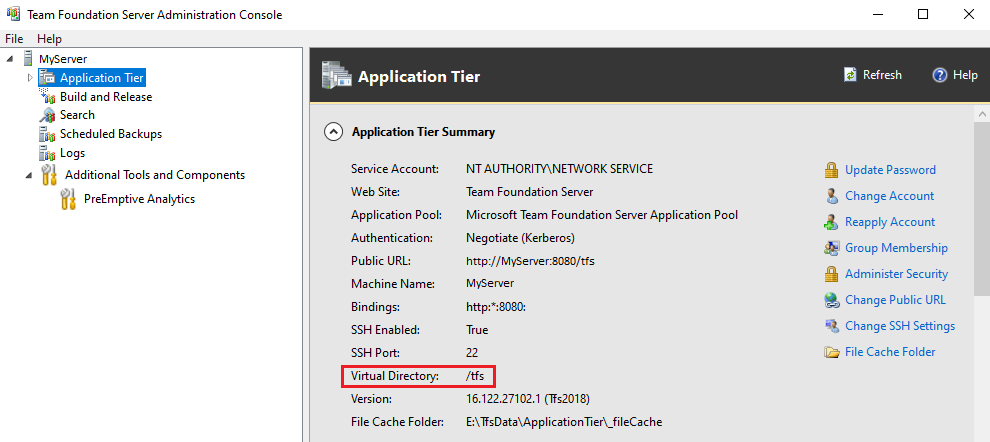 Team Foundation Server Administration Console
File Help
MyServer
Application Tier
Build and Release
Search
Scheduled Backups
Logs
Additional Tools and Components
PreEmptive Analytics
Application Tier
Refresh Help
Application Tier Summary
Service Account: NT AUTHORITY\NETWORK SERVICE
Web Site: Team Foundation Server
Application Pool: Microsoft Team Foundation Server Application Pool
Authentication: Negotiate (Kerberos)
Public URL: http://MyServer:8080/tfs
Machine Name: MyServer
Bindings: http:*:8080:
SSH Enabled: True
SSH Port: 22
Virtual Directory: /tfs
Version: 16.122.27102.1 (Tfs2018)
File Cache Folder: E:\TfsData\ApplicationTier\_fileCache
Update Password
Change Account
Reapply Account
Group Membership
Administer Security
Change Public URL
Change SSH Settings
File Cache Folder